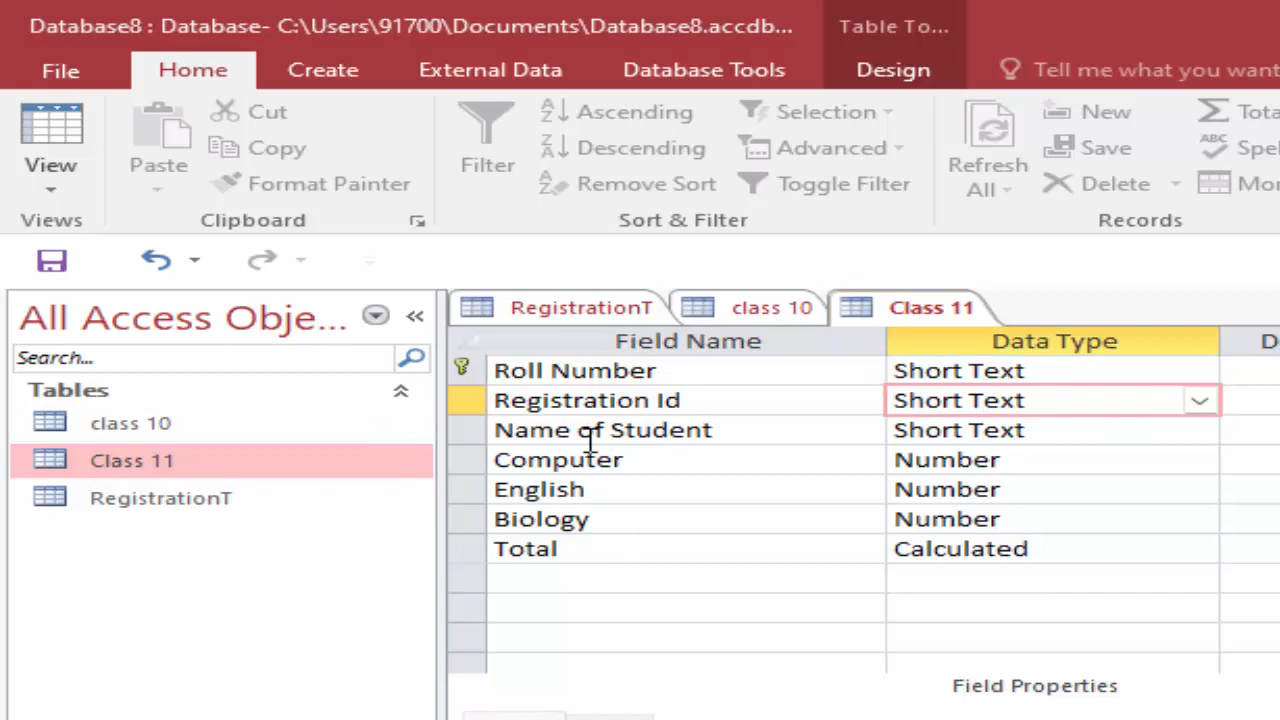 Database8 : Database- C:\Users\91700\Documents\Database8.accdb... Table To...
File Home Create External Data Database Tools Design Tell me what you want
View Paste Cut Copy Format Painter Filter Ascending Descending Remove Sort Selection Advanced Toggle Filter Refresh All New Save Delete Tota Spel Mor
Views Clipboard Sort & Filter Records
All Access Obje... «
Search...
Tables
class 10
Class 11
RegistrationT
RegistrationT class 10 Class 11
Field Name Data Type D
Roll Number Short Text
Registration Id Short Text
Name of Student Short Text
Computer Number
English Number
Biology Number
Total Calculated
Field Properties